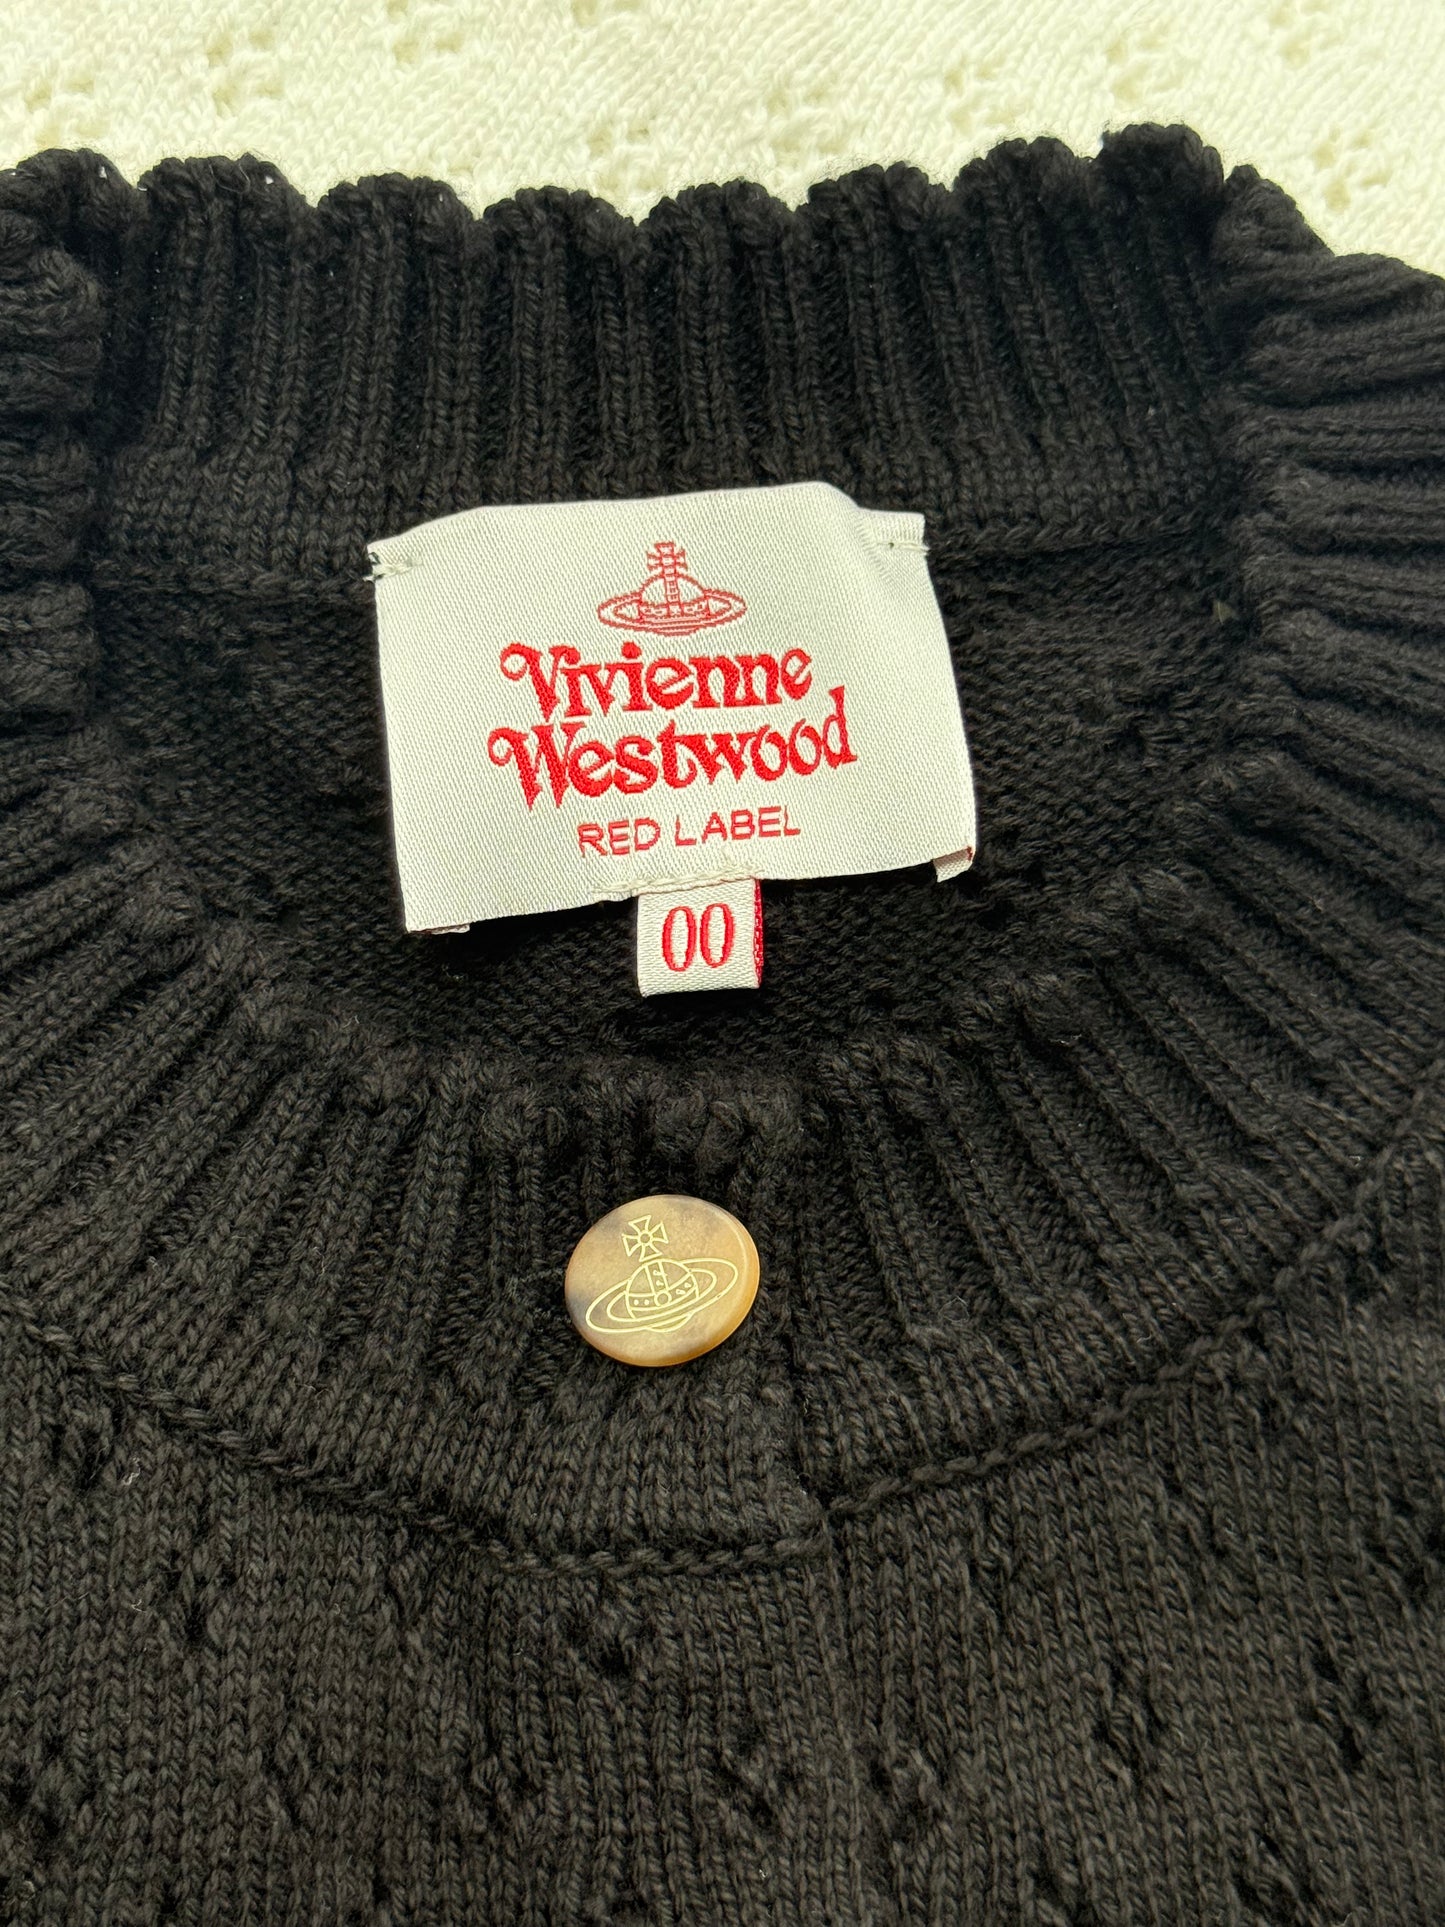 Vivienne
Westwood
RED LABEL
00